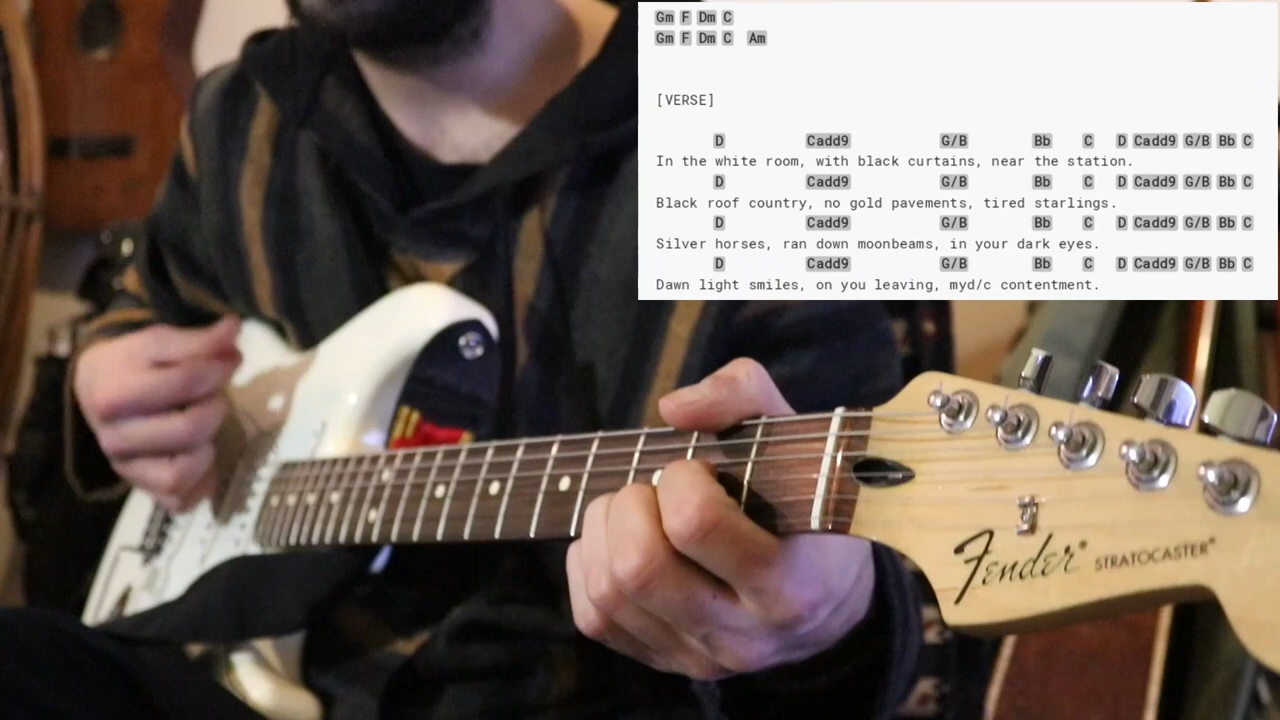 Gm F Dm C
Gm F Dm C Am
[VERSE]
D Cadd9 G/B Bb C D Cadd9 G/B Bb C
In the white room, with black curtains, near the station.
D Cadd9 G/B Bb C D Cadd9 G/B Bb C
Black roof country, no gold pavements, tired starlings.
D Cadd9 G/B Bb C D Cadd9 G/B Bb C
Silver horses, ran down moonbeams, in your dark eyes.
D Cadd9 G/B Bb C D Cadd9 G/B Bb C
Dawn light smiles, on you leaving, myd/c contentment.
Fender® STRATOCASTER®